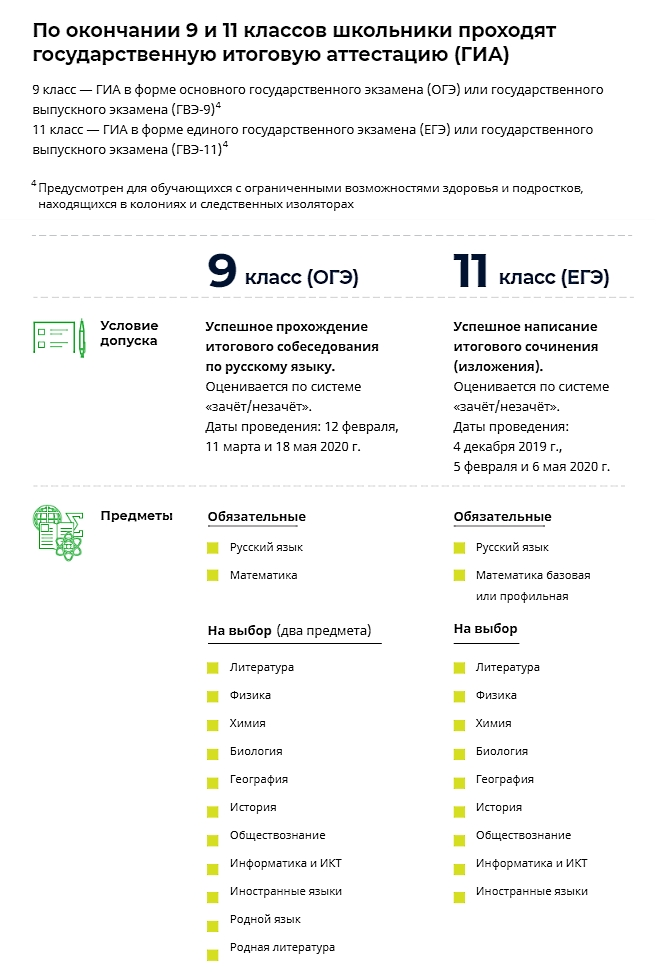 По окончании 9 и 11 классов школьники проходят
государственную итоговую аттестацию (ГИА)
9 класс — ГИА в форме основного государственного экзамена (ОГЭ) или государственного
выпускного экзамена (ГВЭ-9)4
11 класс — ГИА в форме единого государственного экзамена (ЕГЭ) или государственного
выпускного экзамена (ГВЭ-11)4
4 Предусмотрен для обучающихся с ограниченными возможностями здоровья и подростков,
находящихся в колониях и следственных изоляторах
9 класс (ОГЭ)
11 класс (ЕГЭ)
Условие
допуска
Успешное прохождение
итогового собеседования
по русскому языку.
Оценивается по системе
«зачёт/незачёт».
Даты проведения: 12 февраля,
11 марта и 18 мая 2020 г.
Успешное написание
итогового сочинения
(изложения).
Оценивается по системе
«зачёт/незачёт».
Даты проведения:
4 декабря 2019 г.,
5 февраля и 6 мая 2020 г.
Предметы
Обязательные
Русский язык
Математика
На выбор (два предмета)
Литература
Физика
Химия
Биология
География
История
Обществознание
Информатика и ИКТ
Иностранные языки
Родной язык
Родная литература
Обязательные
Русский язык
Математика базовая
или профильная
На выбор
Литература
Физика
Химия
Биология
География
История
Обществознание
Информатика и ИКТ
Иностранные языки